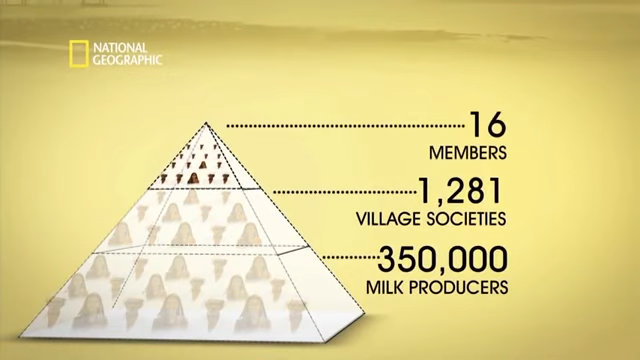 NATIONAL
GEOGRAPHIC
16
MEMBERS
1,281
VILLAGE SOCIETIES
350,000
MILK PRODUCERS